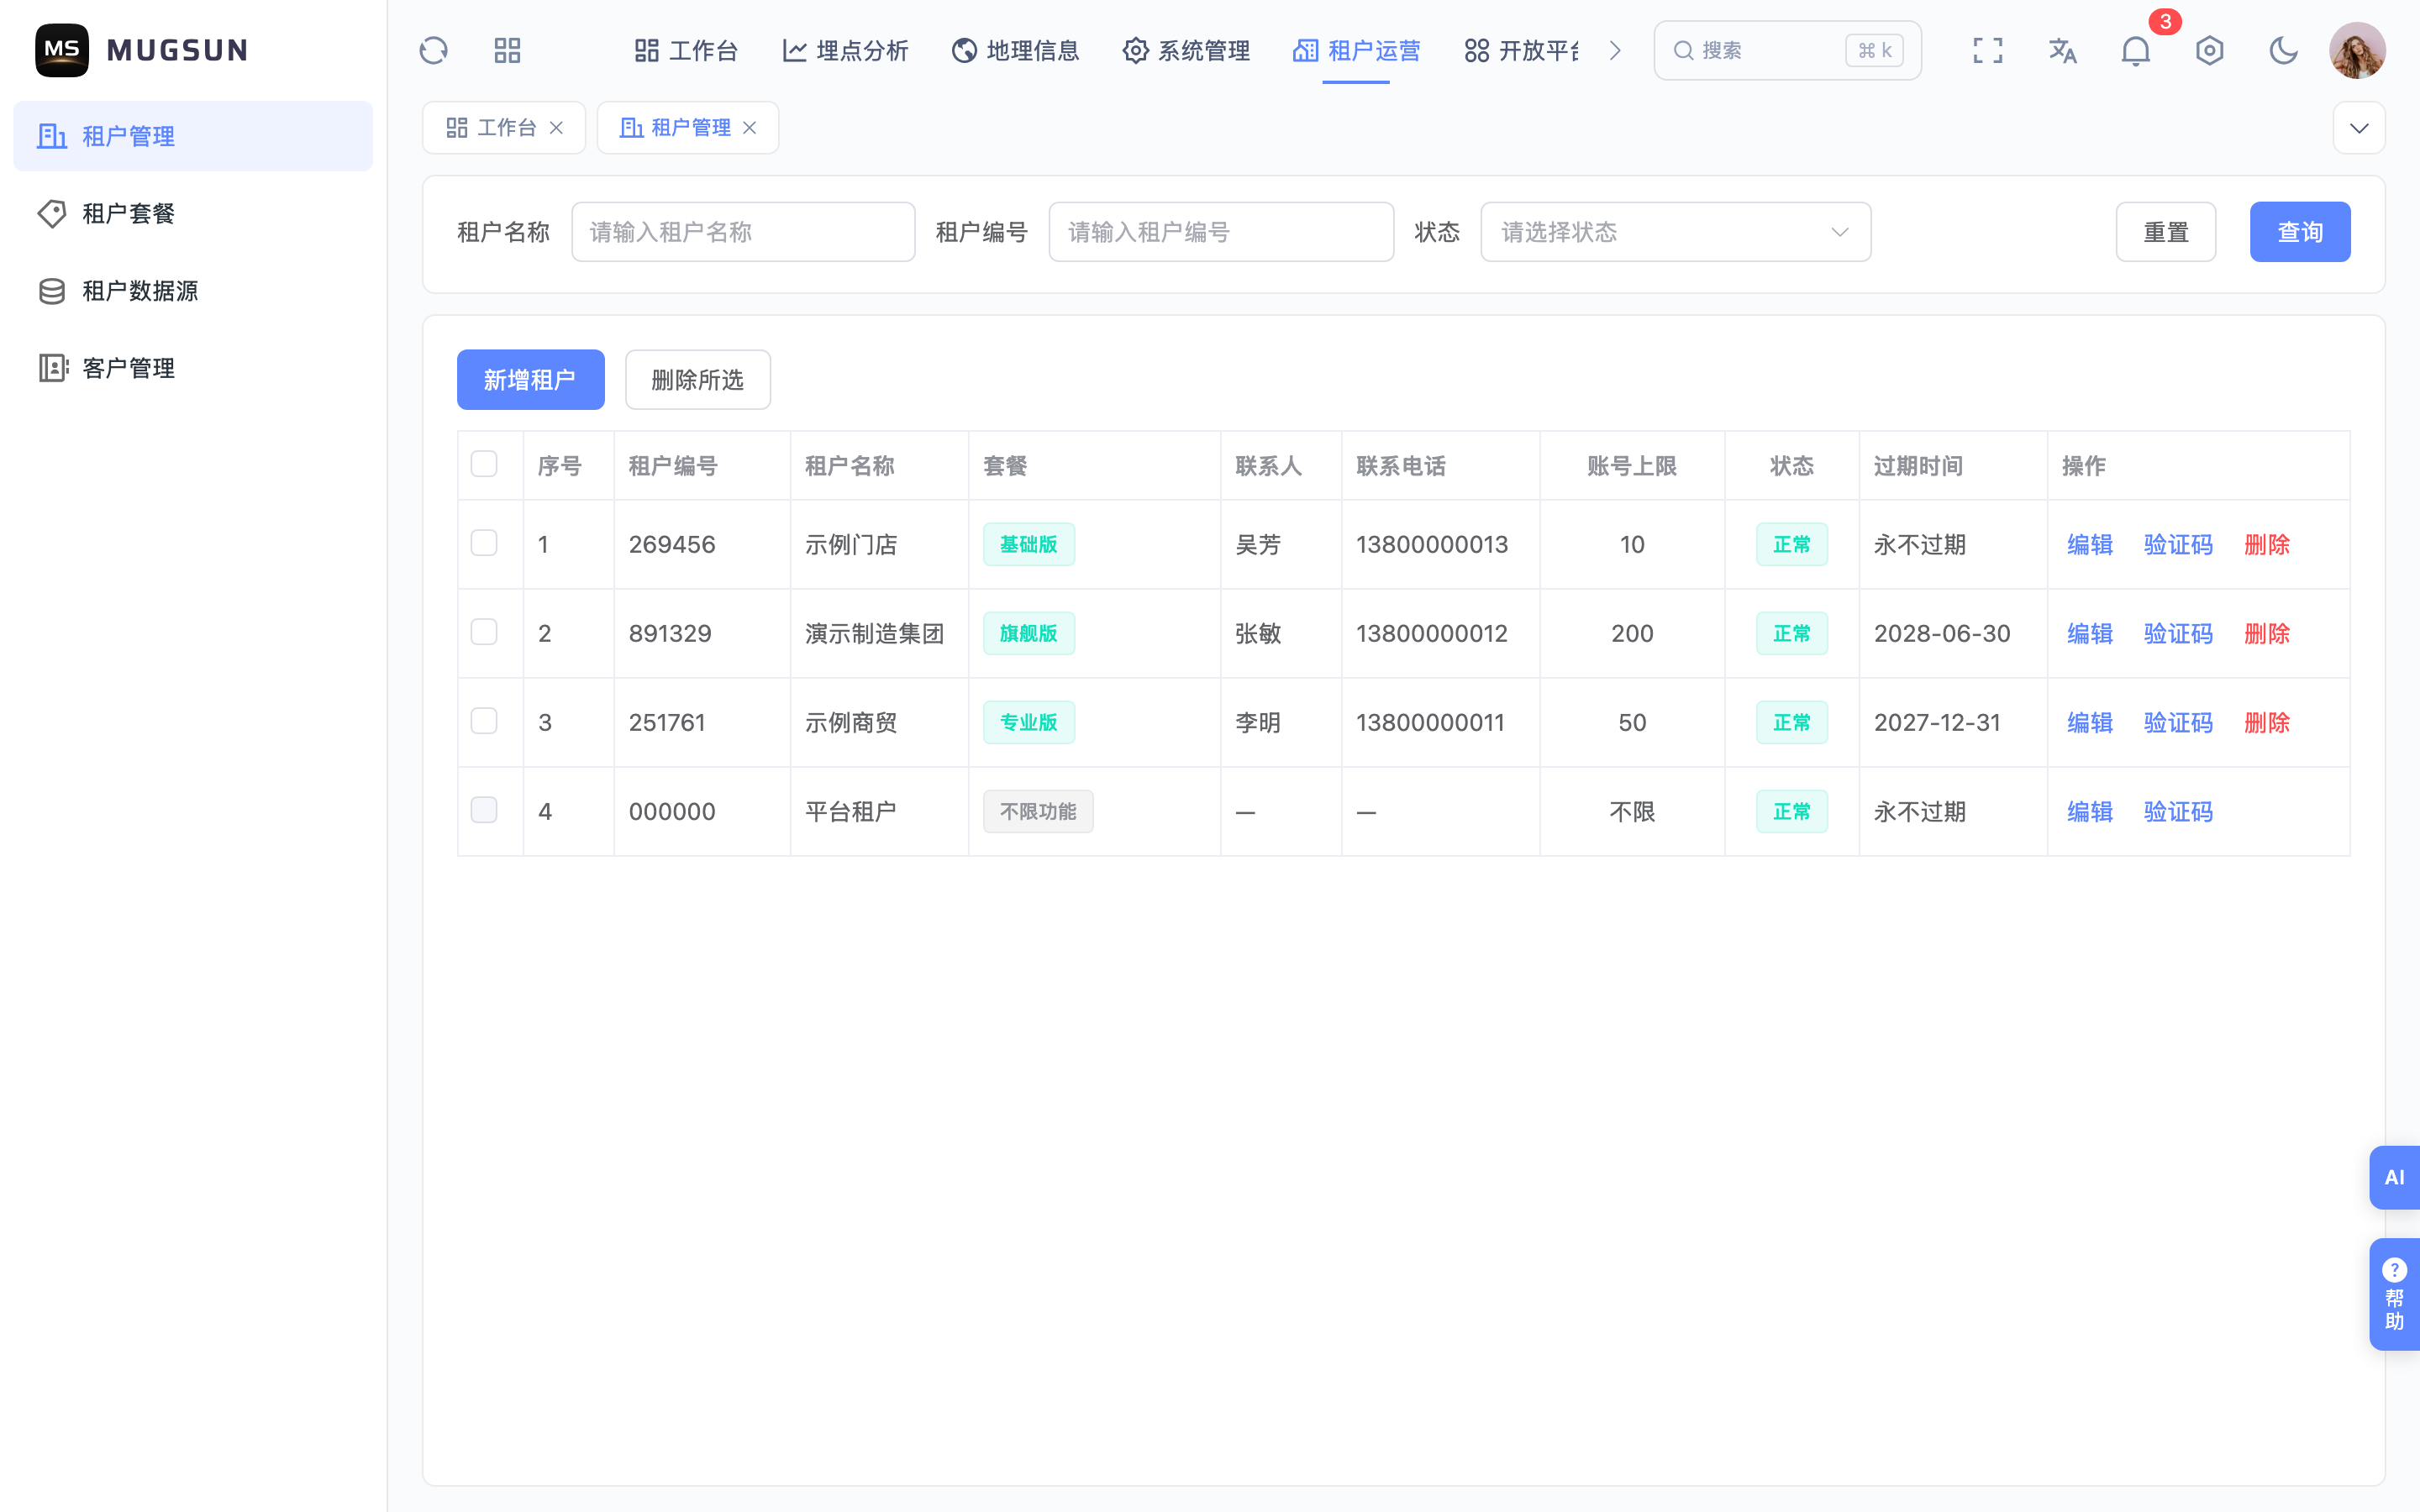 MS MUGSUN
工作台 埋点分析 地理信息 系统管理 租户运营 开放平台 搜索 ⌘ k 3
租户管理
租户套餐
租户数据源
客户管理
工作台 租户管理
租户名称 请输入租户名称 租户编号 请输入租户编号 状态 请选择状态 重置 查询
新增租户 删除所选
序号 租户编号 租户名称 套餐 联系人 联系电话 账号上限 状态 过期时间 操作
1 269456 示例门店 基础版 吴芳 13800000013 10 正常 永不过期 编辑 验证码 删除
2 891329 演示制造集团 旗舰版 张敏 13800000012 200 正常 2028-06-30 编辑 验证码 删除
3 251761 示例商贸 专业版 李明 13800000011 50 正常 2027-12-31 编辑 验证码 删除
4 000000 平台租户 不限功能 — — 不限 正常 永不过期 编辑 验证码
AI
?
帮
助